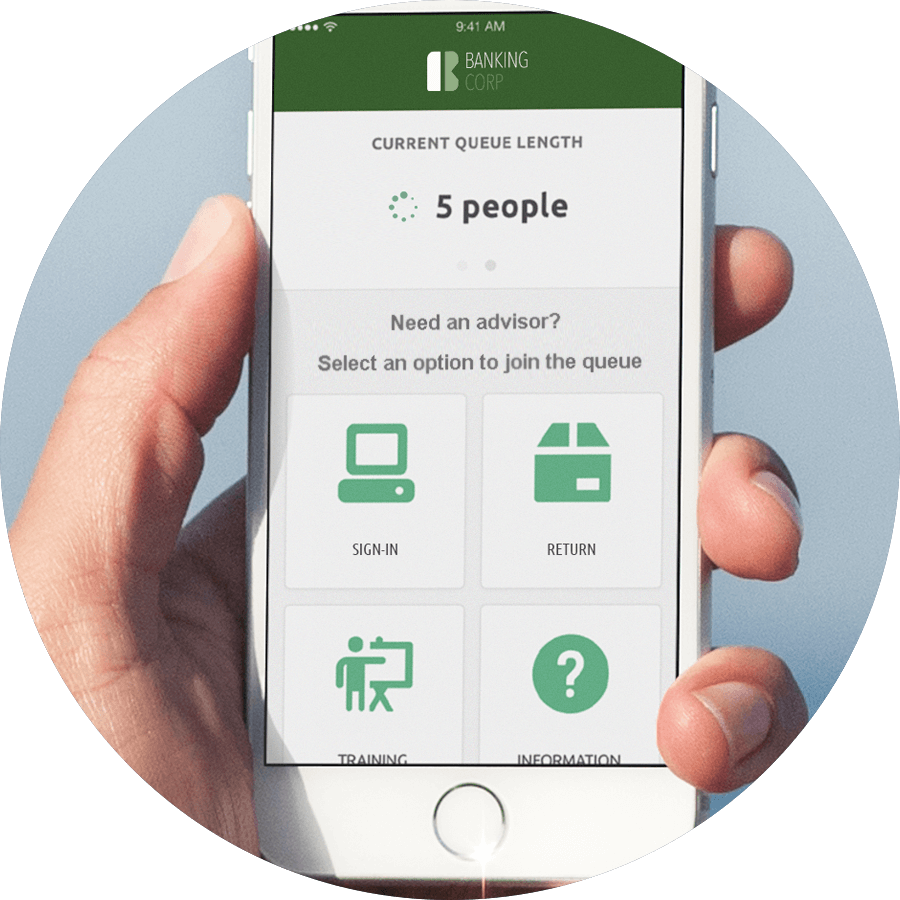 9:41 AM
BANKING
CORP
CURRENT QUEUE LENGTH
5 people
Need an advisor?
Select an option to join the queue
SIGN-IN
RETURN
TRAINING
INFORMATION